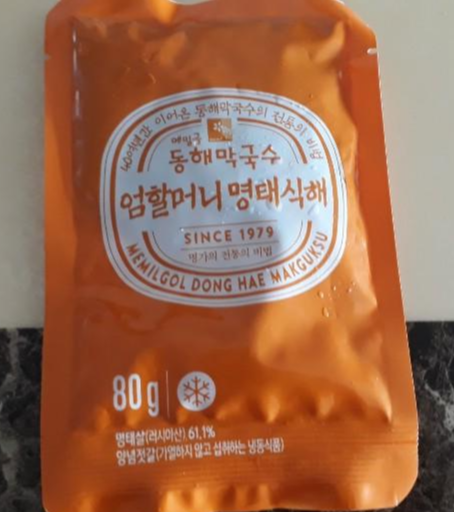 40여년간 이어온 동해막국수의 전통의 비법
메밀골
동해막국수
엄할머니 명태식해
SINCE 1979
명가의 전통의 비법
MEMILGOL DONG HAE MAKGUKSU
80g
명태살(러시아산) 61.1%
양념젓갈(가열하지 않고 섭취하는 냉동식품)